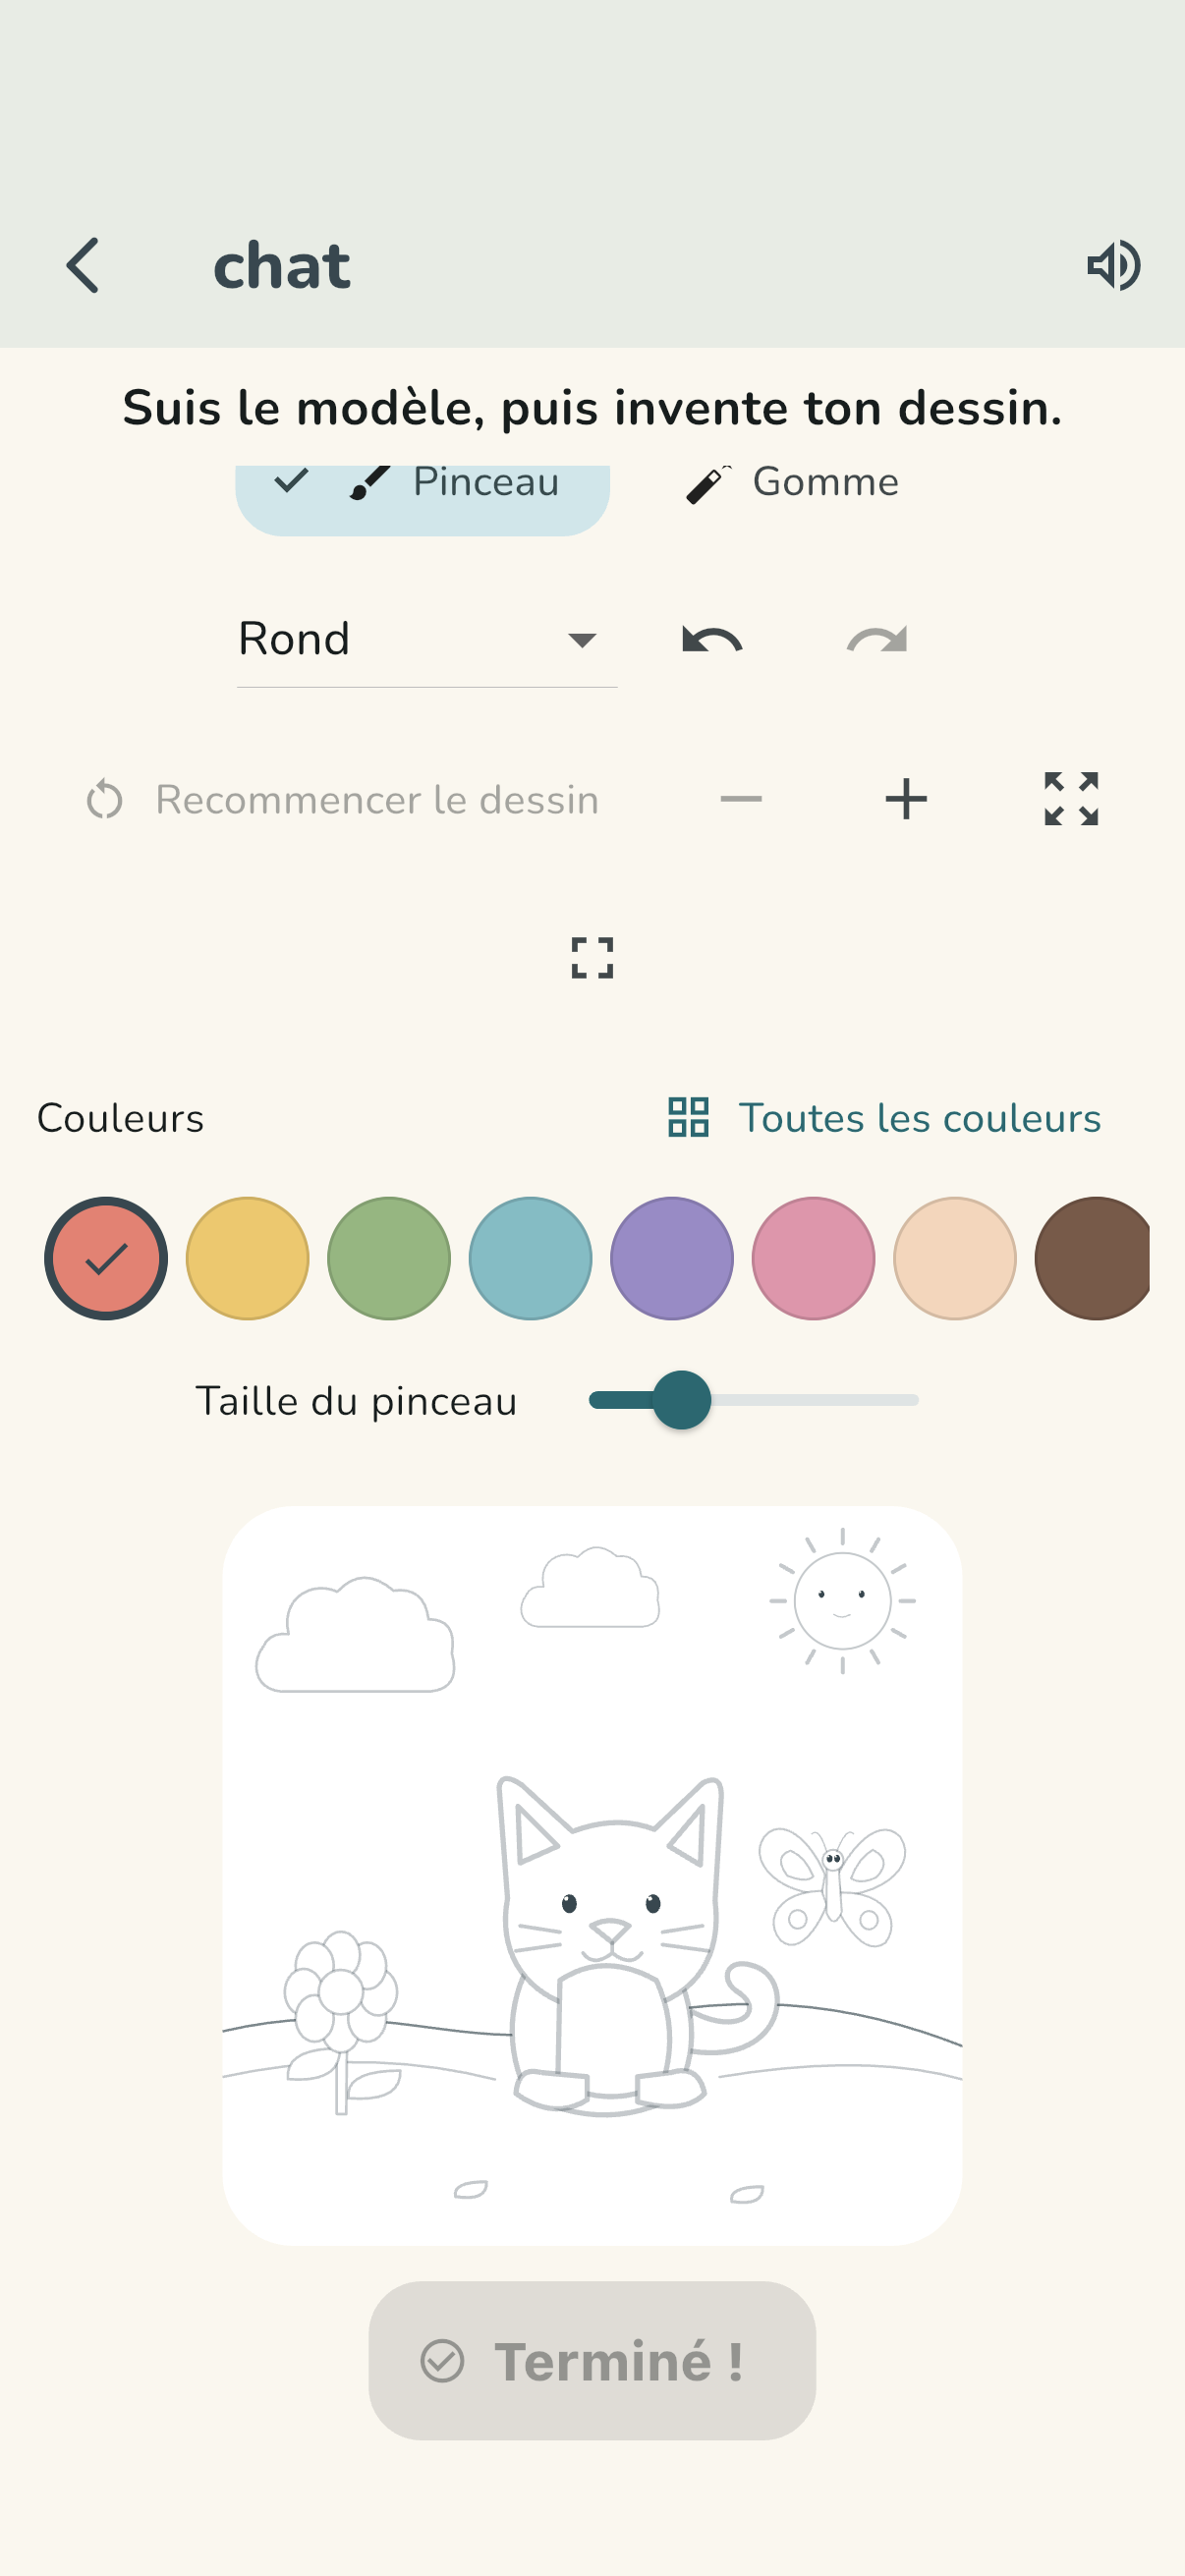 chat
Suis le modèle, puis invente ton dessin.
Pinceau Gomme
Rond
Recommencer le dessin
Couleurs Toutes les couleurs
Taille du pinceau
Terminé !